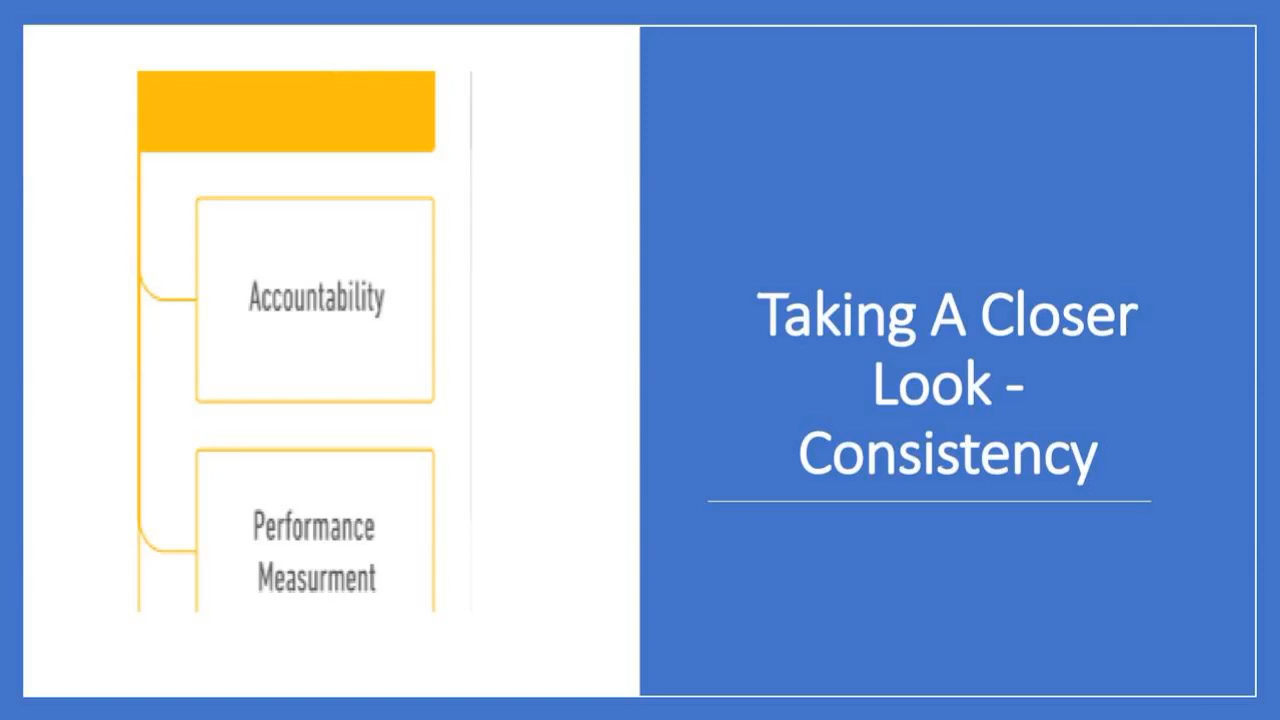 Accountability
Performance
Measurment
Taking A Closer
Look -
Consistency